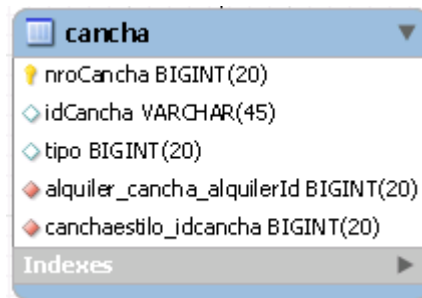 cancha
nroCancha BIGINT(20)
idCancha VARCHAR(45)
tipo BIGINT(20)
alquiler_cancha_alquilerId BIGINT(20)
canchaestilo_idcancha BIGINT(20)
Indexes